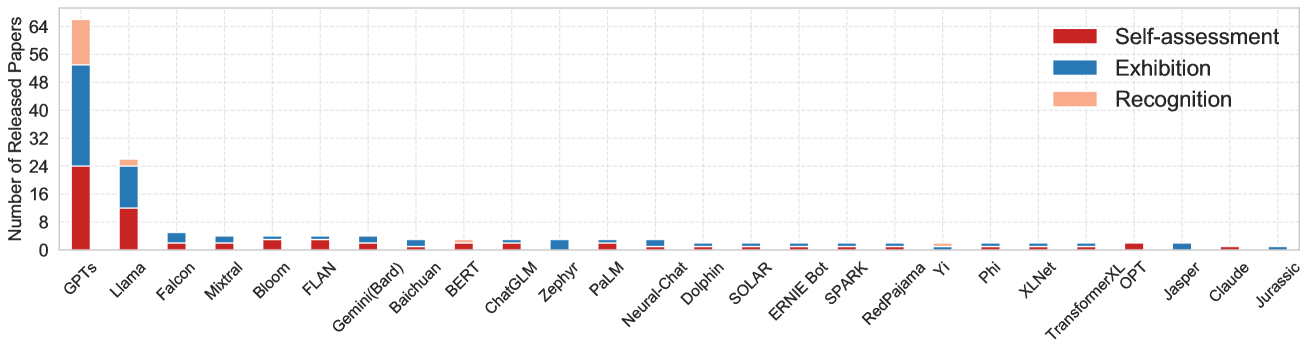 Number of Released Papers
64
56
48
40
32
24
16
8
0
Self-assessment
Exhibition
Recognition
GPTs
Llama
Falcon
Mixtral
Bloom
FLAN
Gemini(Bard)
Baichuan
BERT
ChatGLM
Zephyr
PaLM
Neural-Chat
Dolphin
SOLAR
ERNIE Bot
SPARK
RedPajama
Yi
Phi
XLNet
TransformerXL
OPT
Jasper
Claude
Jurassic